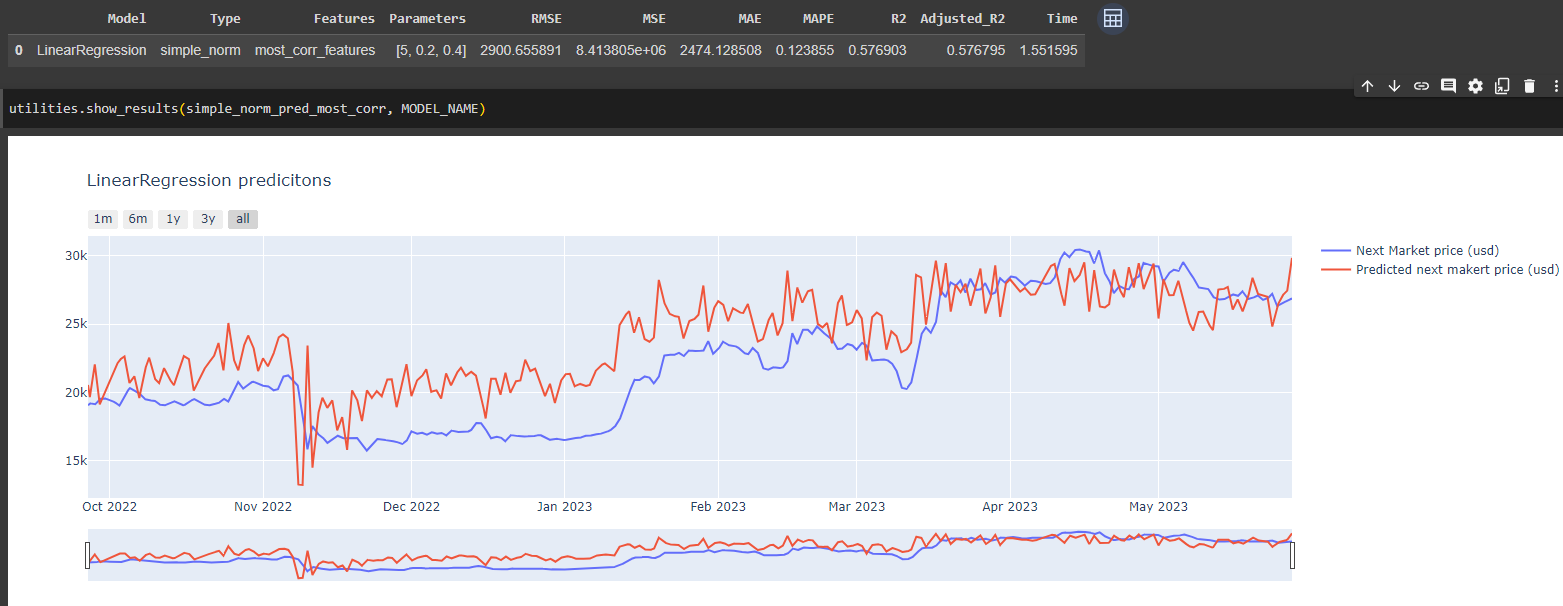 Model Type Features Parameters RMSE MSE MAE MAPE R2 Adjusted_R2 Time
0 LinearRegression simple_norm most_corr_features [5, 0.2, 0.4] 2900.655891 8.413805e+06 2474.128508 0.123855 0.576903 0.576795 1.551595
utilities.show_results(simple_norm_pred_most_corr, MODEL_NAME)
LinearRegression predicitons
1m 6m 1y 3y all
30k
25k
20k
15k
Oct 2022 Nov 2022 Dec 2022 Jan 2023 Feb 2023 Mar 2023 Apr 2023 May 2023
Next Market price (usd)
Predicted next makert price (usd)